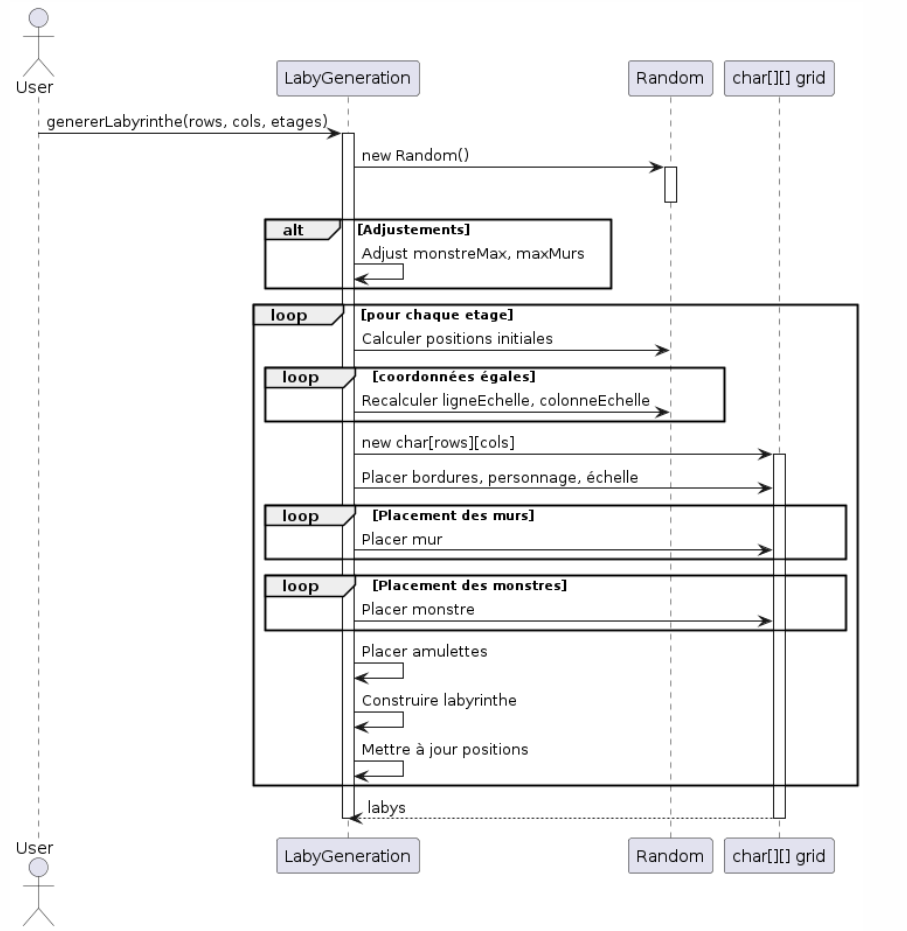 User
LabyGeneration
Random
char[][] grid
genererLabyrinthe(rows, cols, etages)
new Random()
alt [Adjustements]
Adjust monstreMax, maxMurs
loop [pour chaque etage]
Calculer positions initiales
loop [coordonnées égales]
Recalculer ligneEchelle, colonneEchelle
new char[rows][cols]
Placer bordures, personnage, échelle
loop [Placement des murs]
Placer mur
loop [Placement des monstres]
Placer monstre
Placer amulettes
Construire labyrinthe
Mettre à jour positions
labys
User
LabyGeneration
Random
char[][] grid